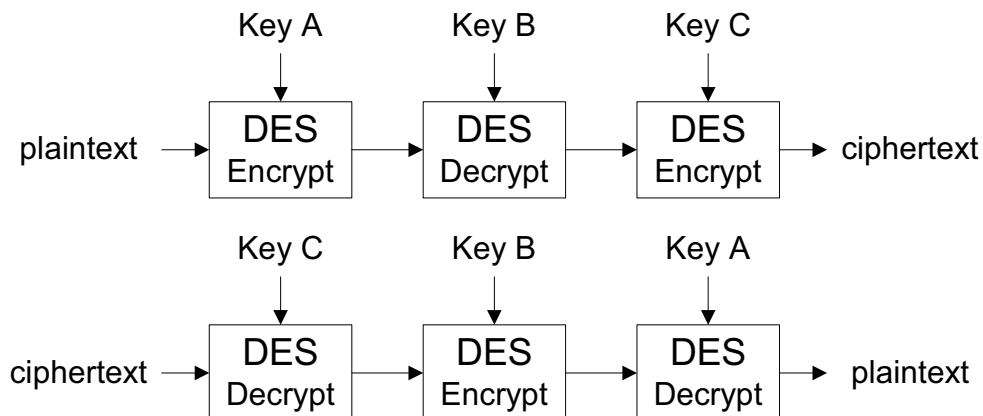 Key A Key B Key C
DES DES DES
plaintext Encrypt Decrypt Encrypt ciphertext
Key C Key B Key A
DES DES DES
ciphertext Decrypt Encrypt Decrypt plaintext